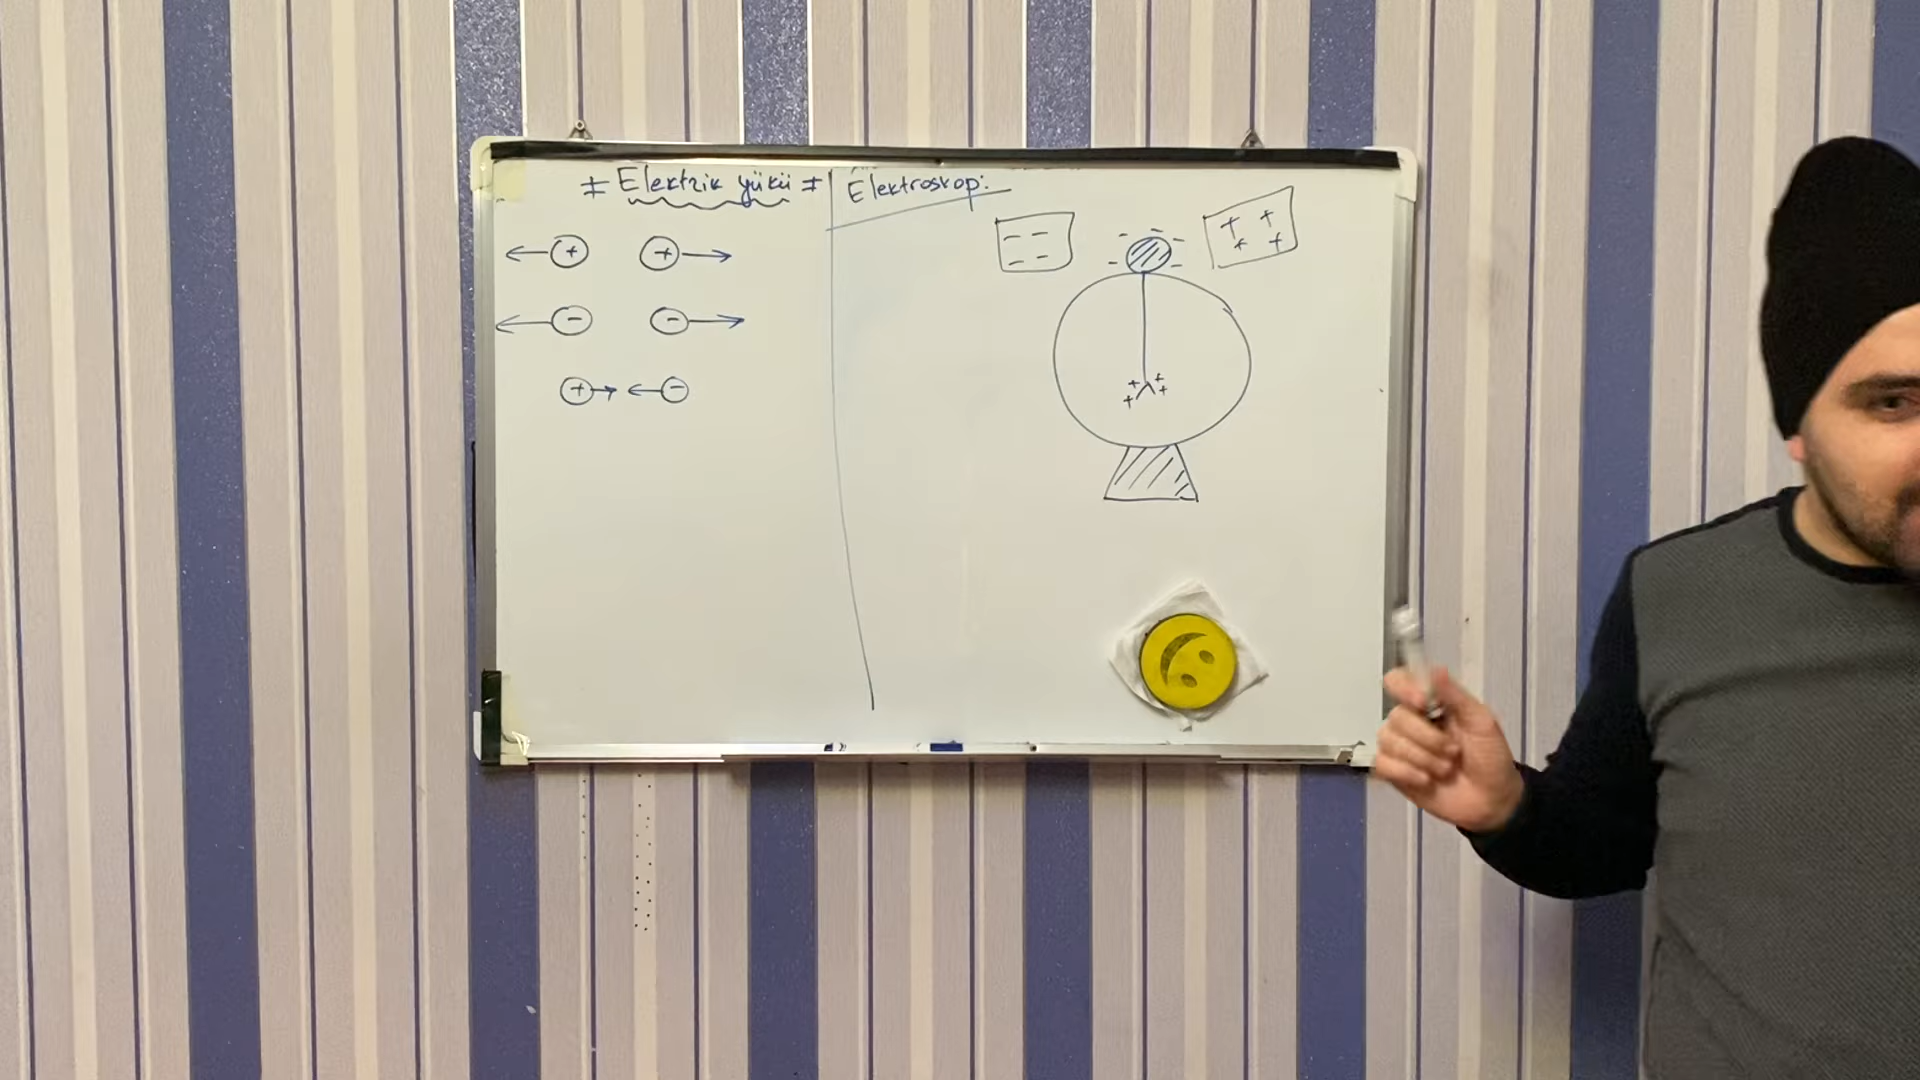 ≠ Elektrik yükü ≠
← + + →
← - - →
+ → ← -
Elektroskop:
- - - -
- - - - - -
+ + + +
+ + + +